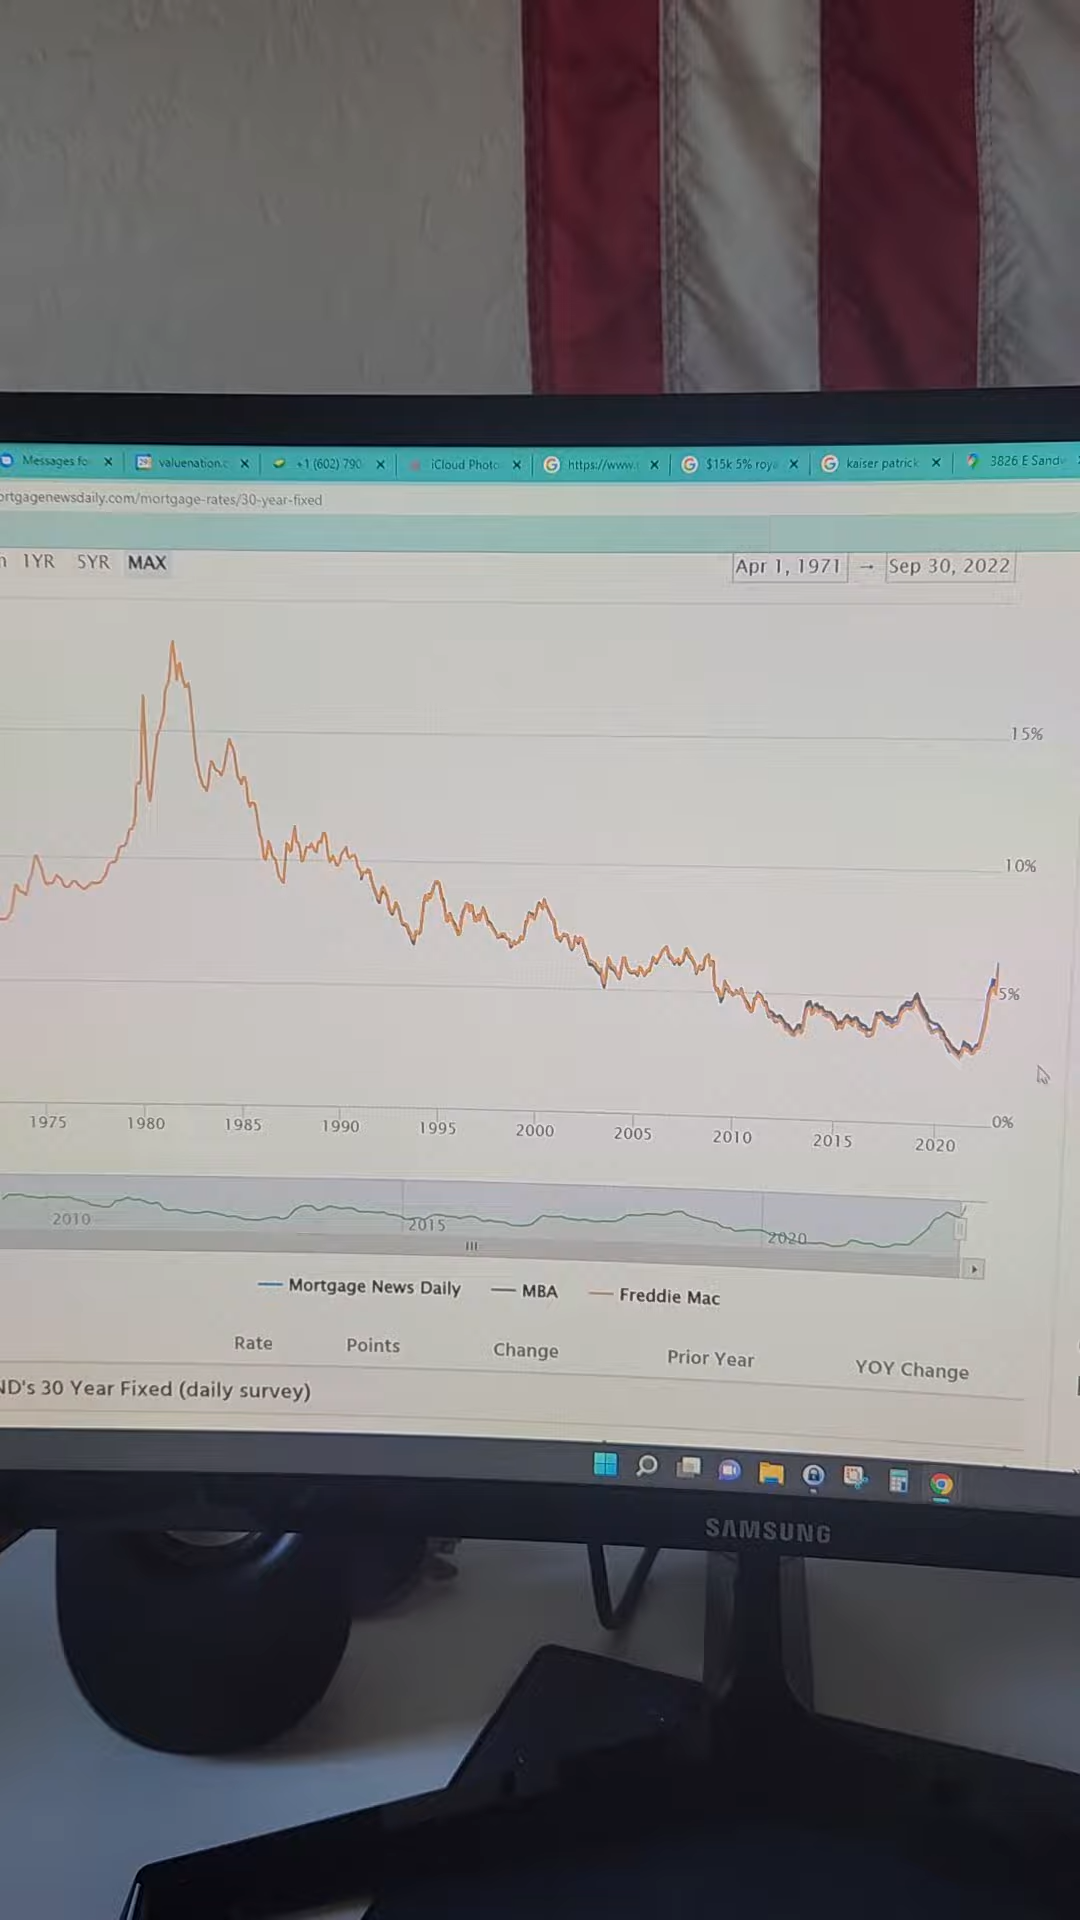 Messages fo
valuenation.c
+1 (602) 790
iCloud Photo
https://www.
$15k 5% roya
kaiser patrick
3826 E Sand
ortgagenewsdaily.com/mortgage-rates/30-year-fixed
1YR 5YR MAX
Apr 1, 1971 → Sep 30, 2022
15%
10%
5%
0%
1975 1980 1985 1990 1995 2000 2005 2010 2015 2020
2010 2015 2020
Mortgage News Daily MBA Freddie Mac
Rate Points Change Prior Year YOY Change
ND's 30 Year Fixed (daily survey)
SAMSUNG